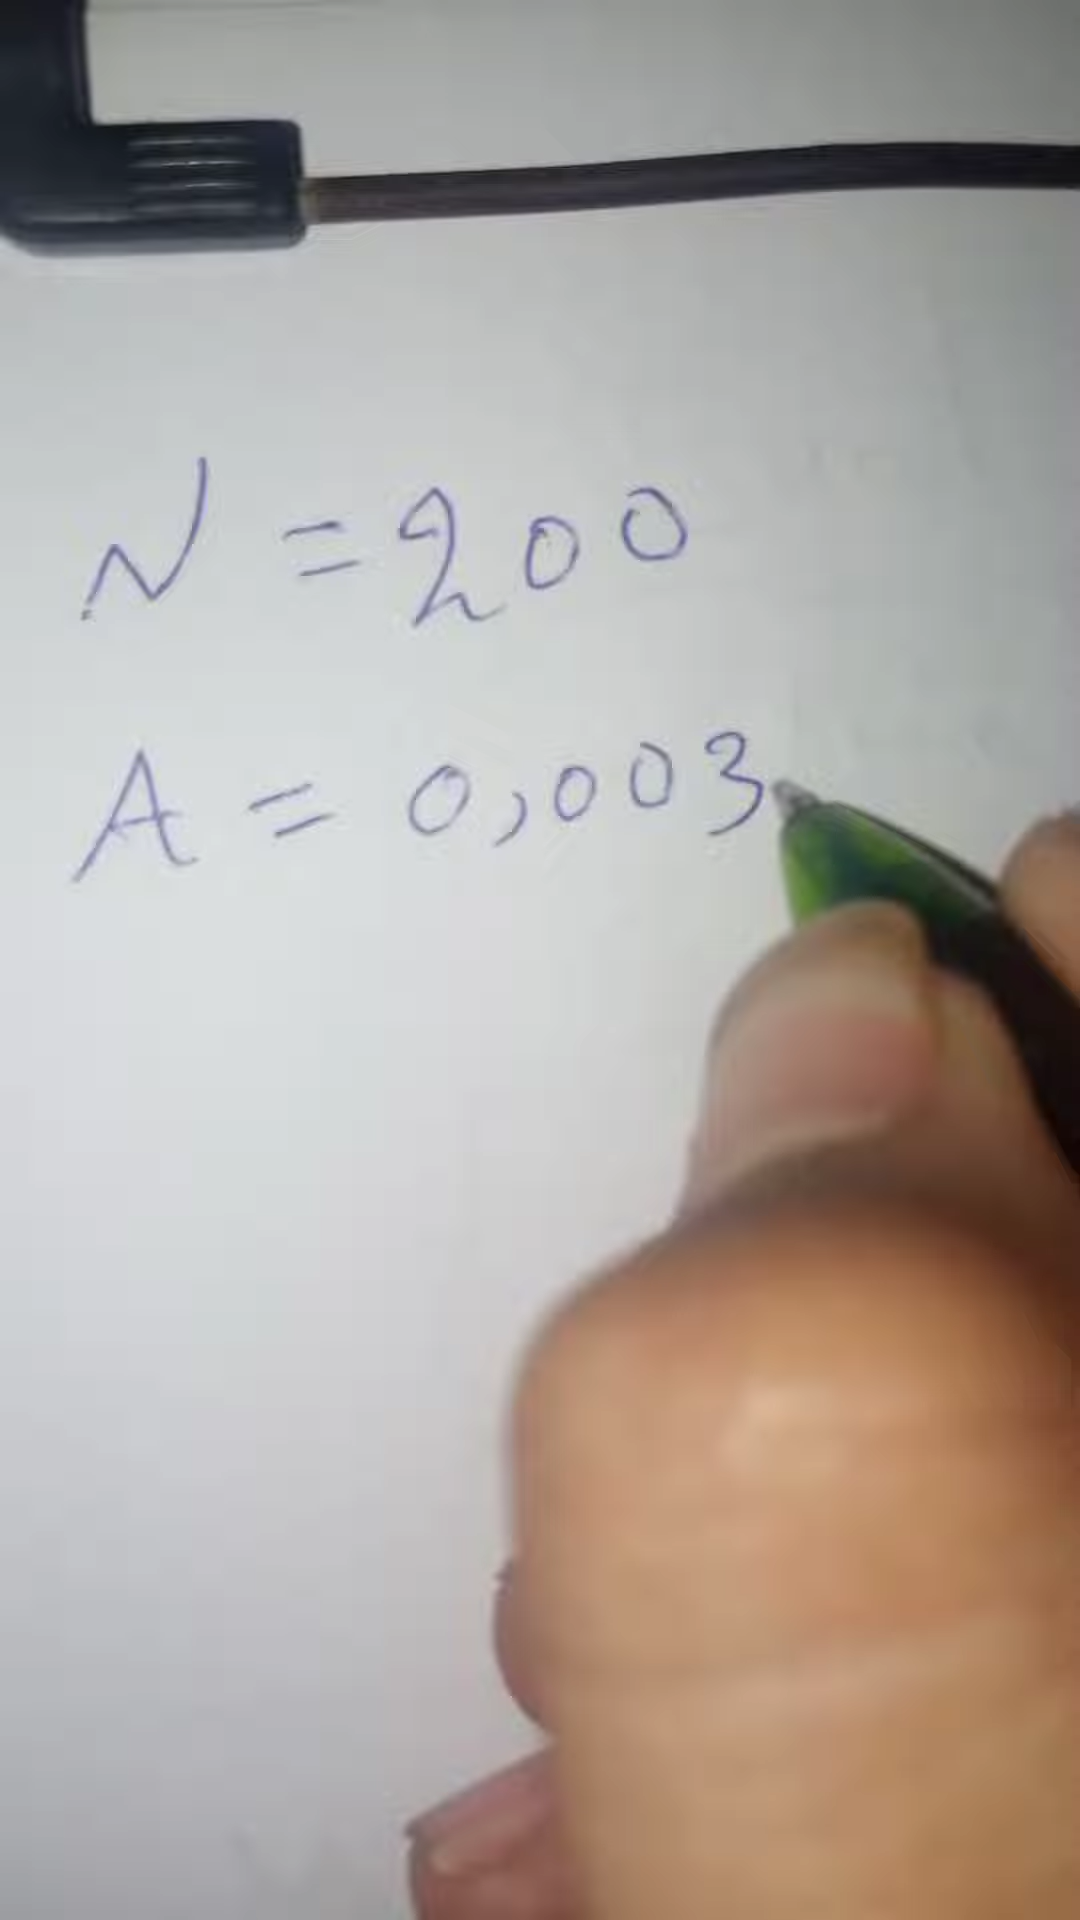 N = 200
A = 0,003